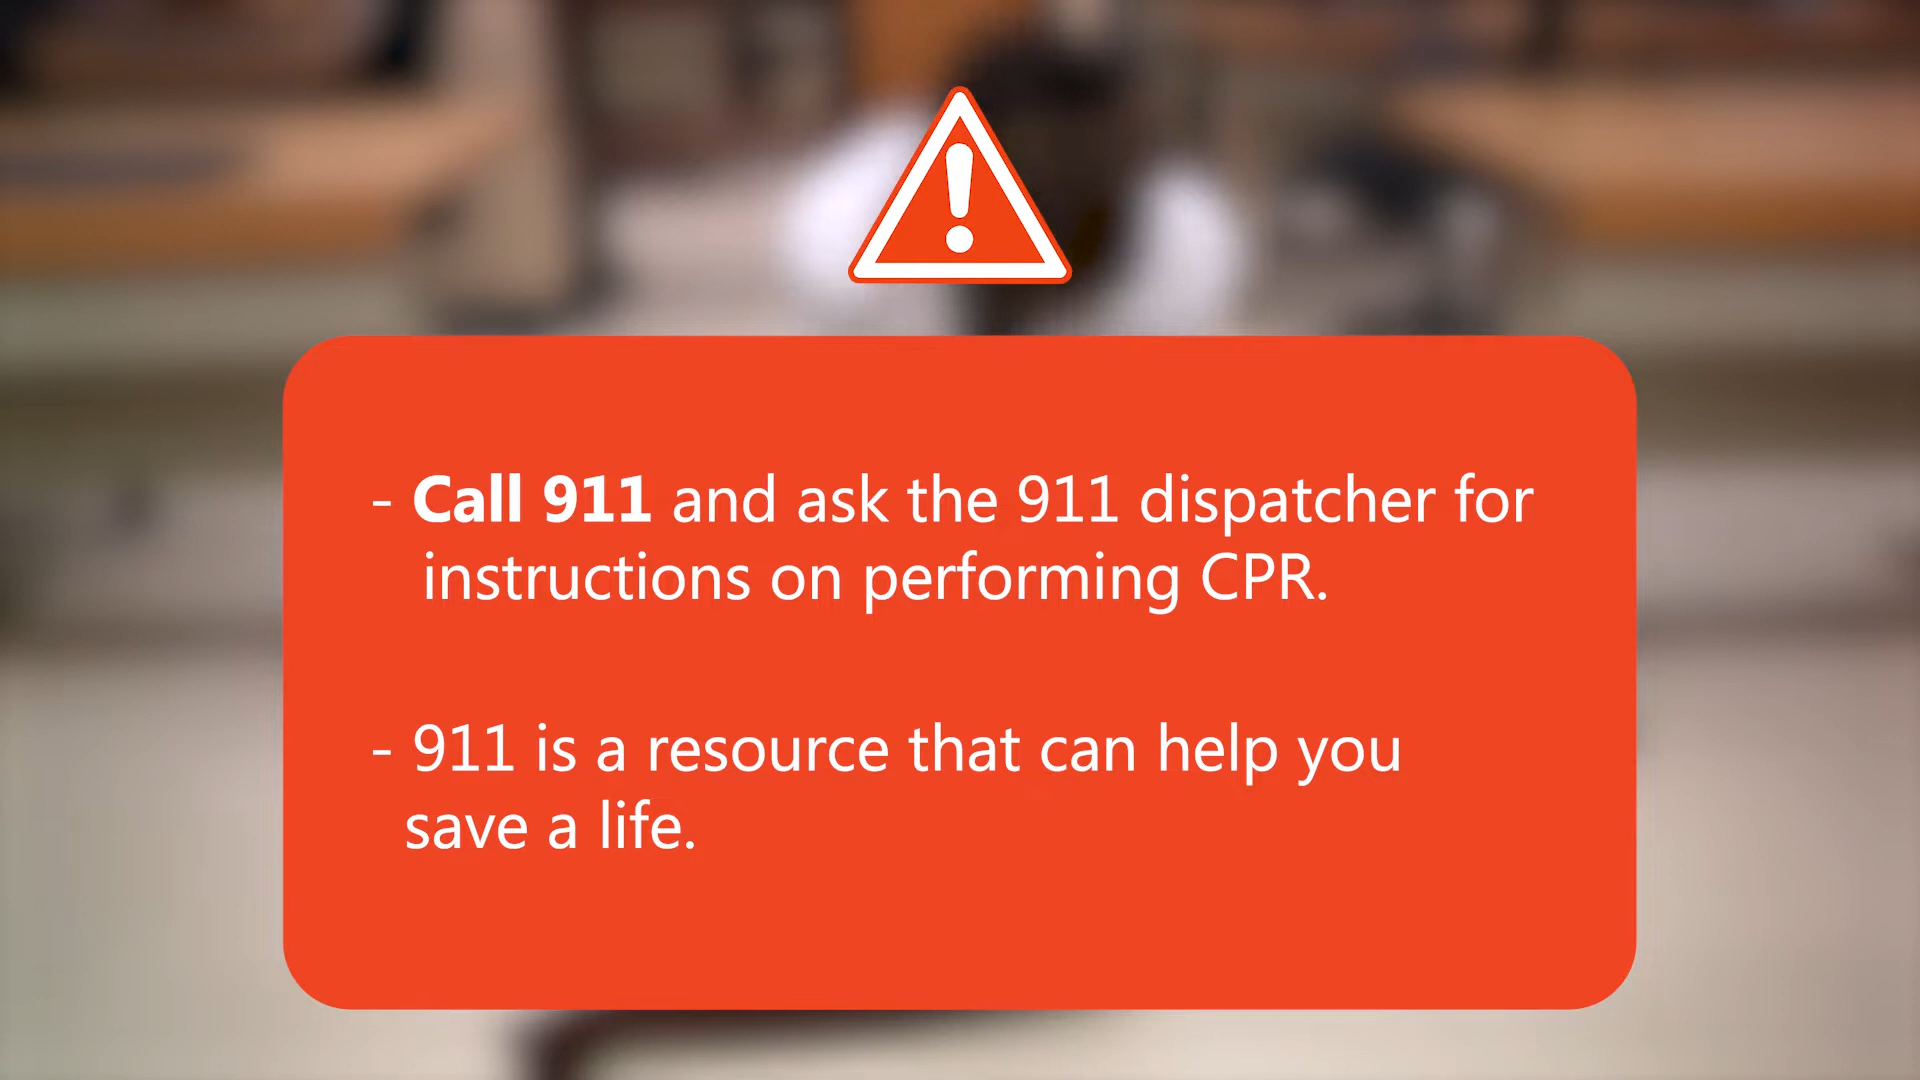 - Call 911 and ask the 911 dispatcher for
instructions on performing CPR.
- 911 is a resource that can help you
save a life.